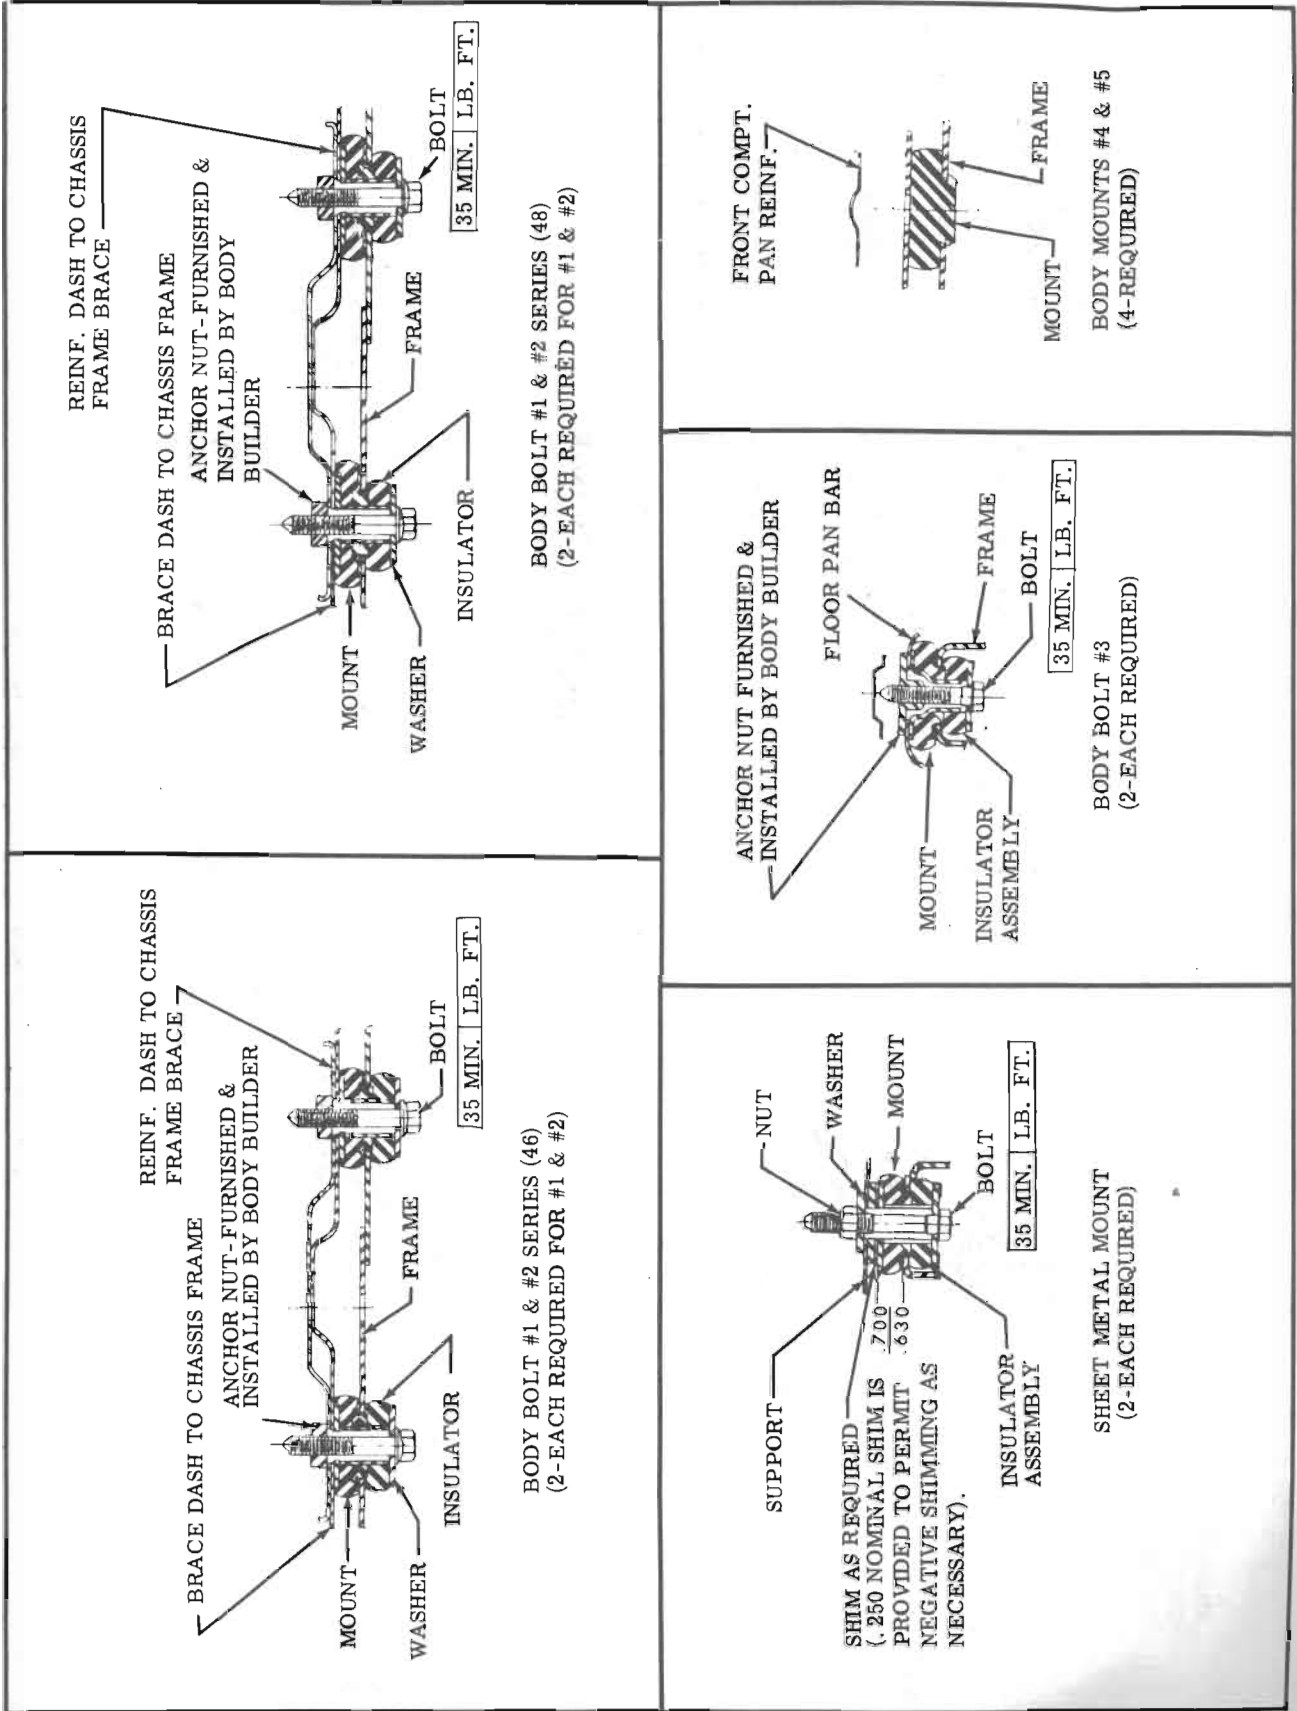 REINF. DASH TO CHASSIS
FRAME BRACE
BRACE DASH TO CHASSIS FRAME
ANCHOR NUT-FURNISHED &
INSTALLED BY BODY BUILDER
MOUNT
WASHER
INSULATOR
FRAME
BOLT
35 MIN. LB. FT.
BODY BOLT #1 & #2 SERIES (46)
(2-EACH REQUIRED FOR #1 & #2)
REINF. DASH TO CHASSIS
FRAME BRACE
BRACE DASH TO CHASSIS FRAME
ANCHOR NUT-FURNISHED &
INSTALLED BY BODY
BUILDER
MOUNT
WASHER
INSULATOR
FRAME
BOLT
35 MIN. LB. FT.
BODY BOLT #1 & #2 SERIES (48)
(2-EACH REQUIRED FOR #1 & #2)
SUPPORT
NUT
WASHER
MOUNT
SHIM AS REQUIRED
(.250 NOMINAL SHIM IS
PROVIDED TO PERMIT
NEGATIVE SHIMMING AS
NECESSARY).
.700
.630
BOLT
35 MIN. LB. FT.
INSULATOR
ASSEMBLY
SHEET METAL MOUNT
(2-EACH REQUIRED)
ANCHOR NUT FURNISHED &
INSTALLED BY BODY BUILDER
FLOOR PAN BAR
MOUNT
FRAME
INSULATOR
ASSEMBLY
BOLT
35 MIN. LB. FT.
BODY BOLT #3
(2-EACH REQUIRED)
FRONT COMPT.
PAN REINF.
MOUNT
FRAME
BODY MOUNTS #4 & #5
(4-REQUIRED)